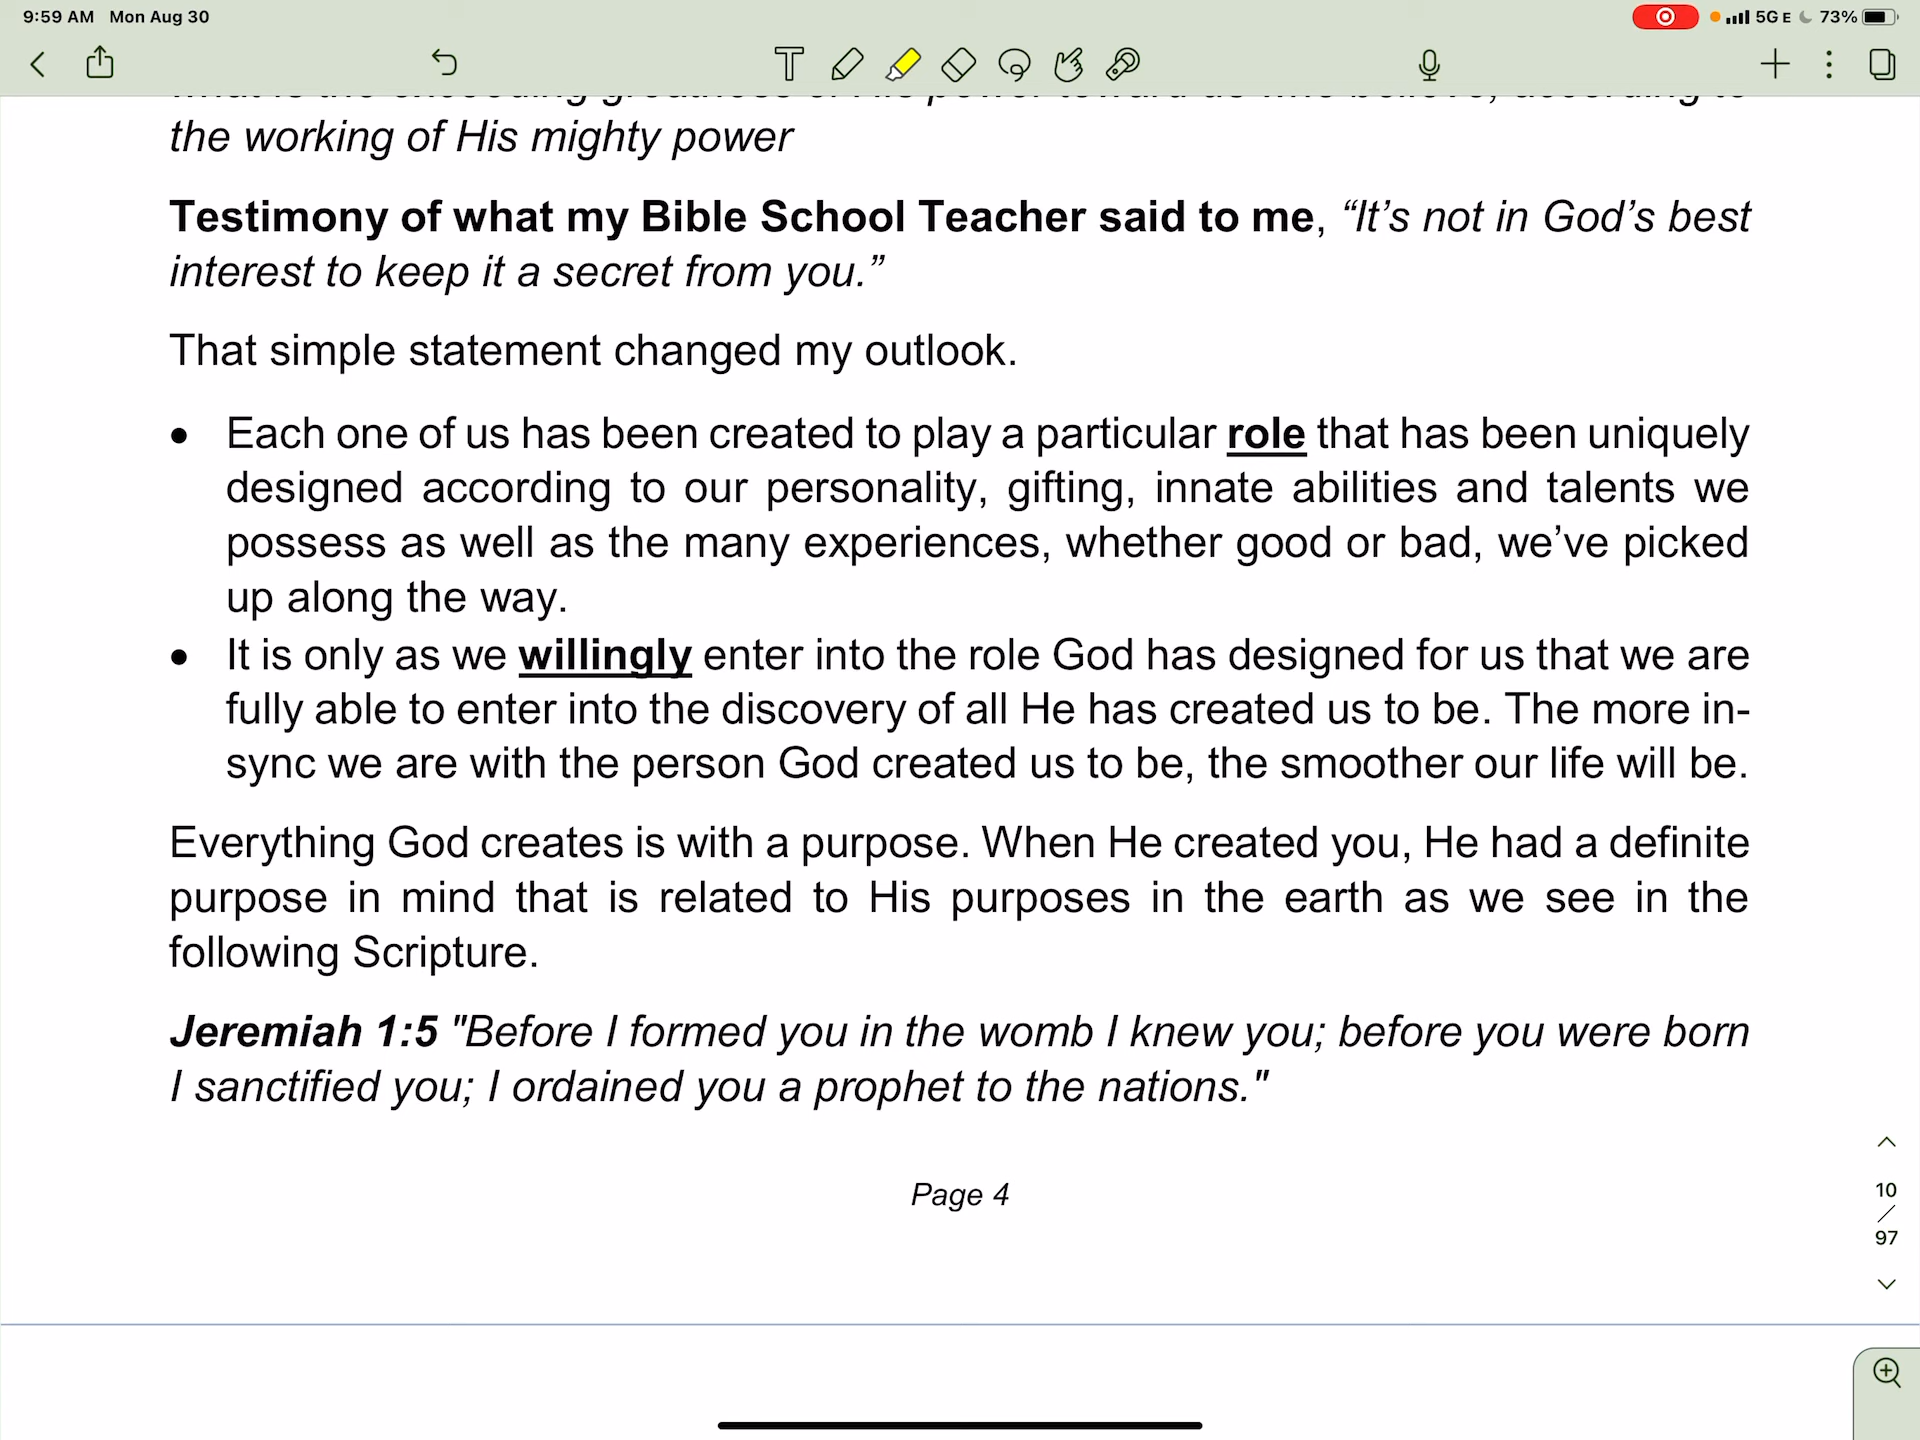 9:59 AM Mon Aug 30
5G E 73%
the working of His mighty power
Testimony of what my Bible School Teacher said to me, “It’s not in God’s best
interest to keep it a secret from you.”
That simple statement changed my outlook.
• Each one of us has been created to play a particular role that has been uniquely
designed according to our personality, gifting, innate abilities and talents we
possess as well as the many experiences, whether good or bad, we’ve picked
up along the way.
• It is only as we willingly enter into the role God has designed for us that we are
fully able to enter into the discovery of all He has created us to be. The more in-
sync we are with the person God created us to be, the smoother our life will be.
Everything God creates is with a purpose. When He created you, He had a definite
purpose in mind that is related to His purposes in the earth as we see in the
following Scripture.
Jeremiah 1:5 "Before I formed you in the womb I knew you; before you were born
I sanctified you; I ordained you a prophet to the nations."
Page 4
10
/
97